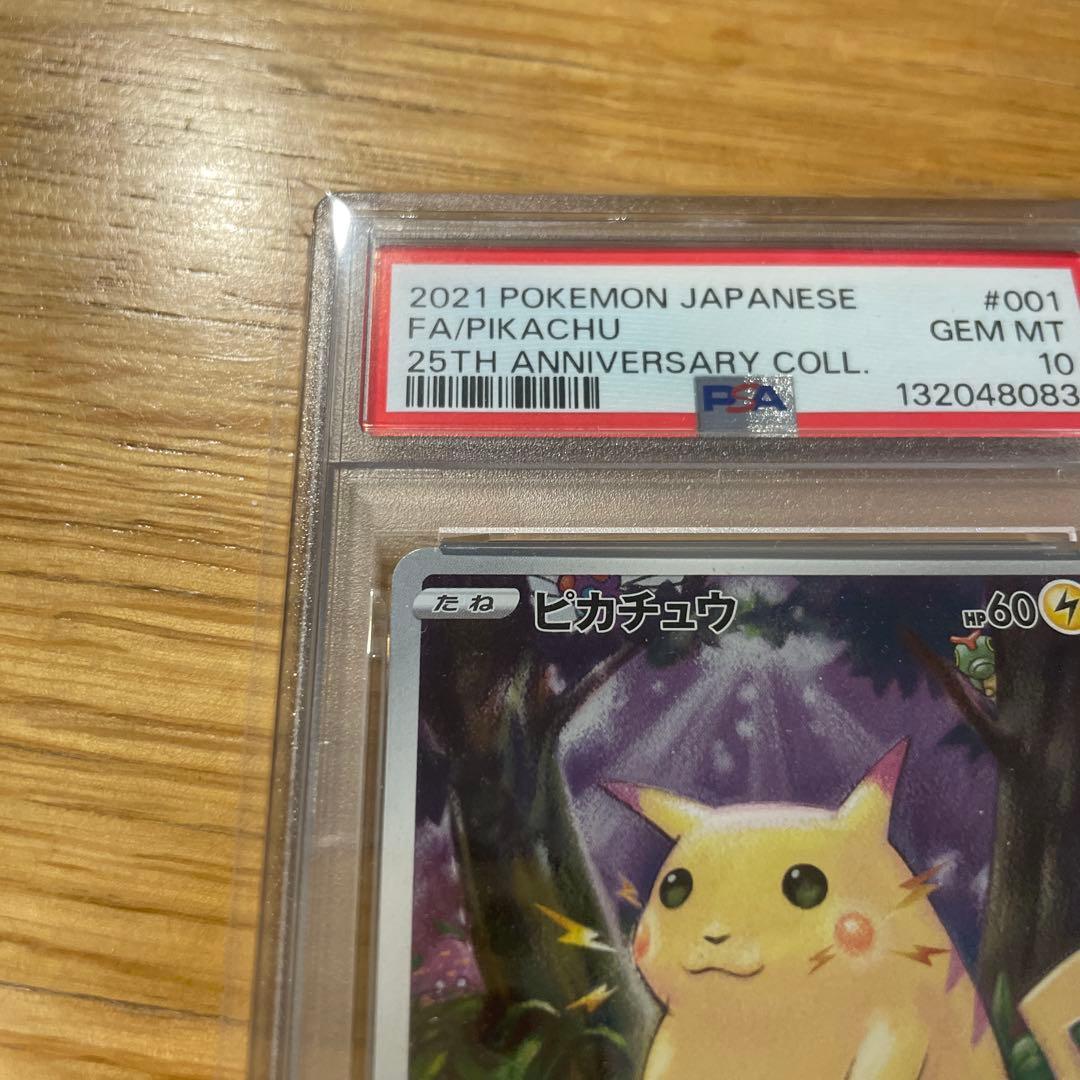 2021 POKEMON JAPANESE #001
FA/PIKACHU GEM MT
25TH ANNIVERSARY COLL. 10
PSA 132048083
たね ピカチュウ HP60